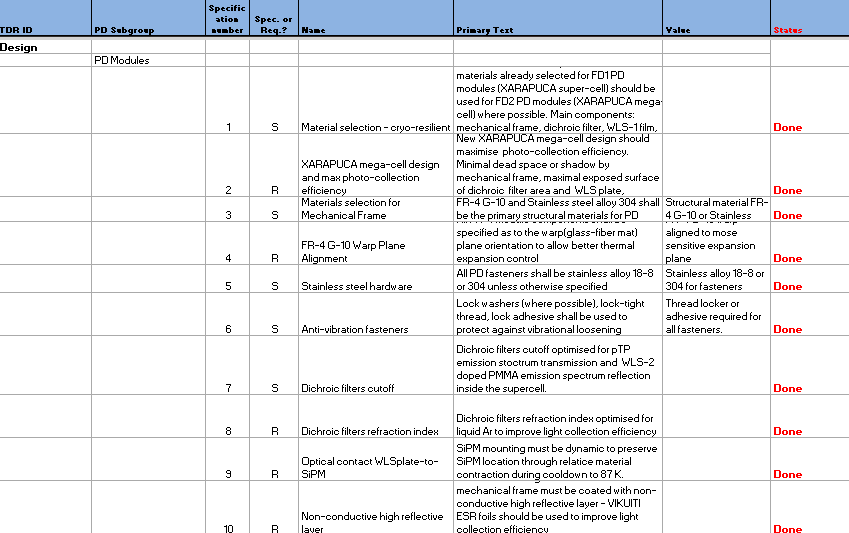 TDR ID PD Subgroup Specific ation number Spec. or Req.? Name Primary Text Value Status
Design
PD Modules
materials already selected for FD1 PD
modules (XARAPUCA super-cell) should be
used for FD2 PD modules (XARAPUCA mega-
cell) where possible. Main components:
1 S Material selection - cryo-resilient mechanical frame, dichroic filter, WLS-1 film, Done
New XARAPUCA mega-cell design should
maximise photo-collection efficiency.
XARAPUCA mega-cell design Minimal dead space or shadow by
and max photo-collection mechanical frame, maximal exposed surface
2 R efficiency of dichroic filter area and WLS plate, Done
Materials selection for FR-4 G-10 and Stainless steel alloy 304 shall Structural material FR-
3 S Mechanical Frame be the primary structural materials for PD 4 G-10 or Stainless Done
specified as to the warp(glass-fiber mat) aligned to mose
FR-4 G-10 Warp Plane plane orientation to allow better thermal sensitive expansion
4 R Alignment expansion control plane Done
All PD fasteners shall be stainless alloy 18-8 Stainless alloy 18-8 or
5 S Stainless steel hardware or 304 unless otherwise specified 304 for fasteners Done
Lock washers (where possible), lock-tight Thread locker or
thread, lock adhesive shall be used to adhesive required for
6 S Anti-vibration fasteners protect against vibrational loosening all fasteners. Done
Dichroic filters cutoff optimised for pTP
emission stoctrum transmission and WLS-2
doped PMMA emission spectrum reflection
7 S Dichroic filters cutoff inside the supercell. Done
Dichroic filters refraction index optimised for
8 R Dichroic filters refraction index liquid Ar to improve light collection efficiency Done
SiPM mounting must be dynamic to preserve
Optical contact WLSplate-to- SiPM location through relatice material
9 R SiPM contraction during cooldown to 87 K. Done
mechanical frame must be coated with non-
conductive high reflective layer - VIKUITI
Non-conductive high reflective ESR foils should be used to improve light
10 R layer collection efficiency Done